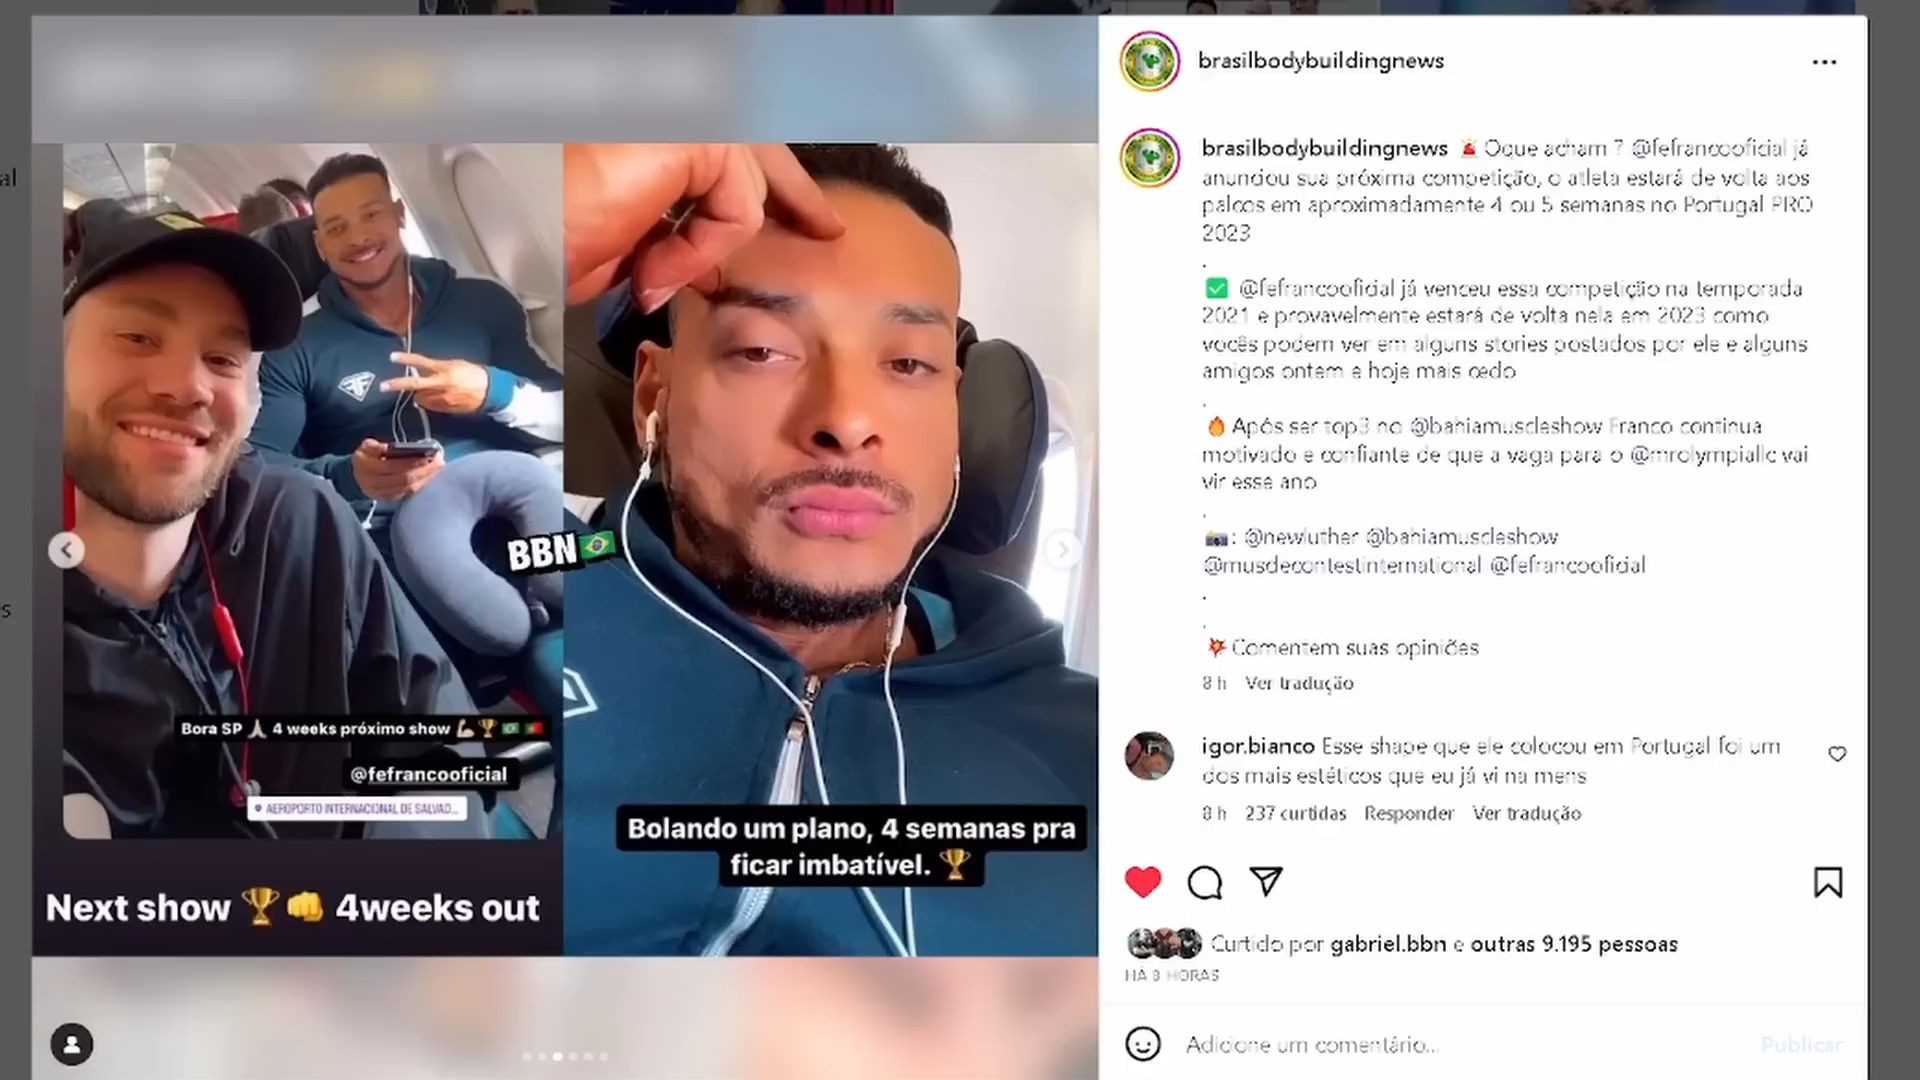 al
s
BBN
Bora SP 4 weeks próximo show
@fefrancooficial
AEROPORTO INTERNACIONAL DE SALVAD...
Next show 4weeks out
Bolando um plano, 4 semanas pra
ficar imbatível.
brasilbodybuildingnews
brasilbodybuildingnews Oque acham ? @fefrancooficial já
anunciou sua próxima competição, o atleta estará de volta aos
palcos em aproximadamente 4 ou 5 semanas no Portugal PRO
2023
.
@fefrancooficial já venceu essa competição na temporada
2021 e provavelmente estará de volta nela em 2023 como
vocês podem ver em alguns stories postados por ele e alguns
amigos ontem e hoje mais cedo
.
Após ser top3 no @bahiamuscleshow Franco continua
motivado e confiante de que a vaga para o @mrolympiallc vai
vir esse ano
.
: @newluther @bahiamuscleshow
@musclecontestinternational @fefrancooficial
.
.
Comentem suas opiniões
8 h Ver tradução
igor.bianco Esse shape que ele colocou em Portugal foi um
dos mais estéticos que eu já vi na mens
8 h 237 curtidas Responder Ver tradução
Curtido por gabriel.bbn e outras 9.195 pessoas
HÁ 8 HORAS
Adicione um comentário...
Publicar